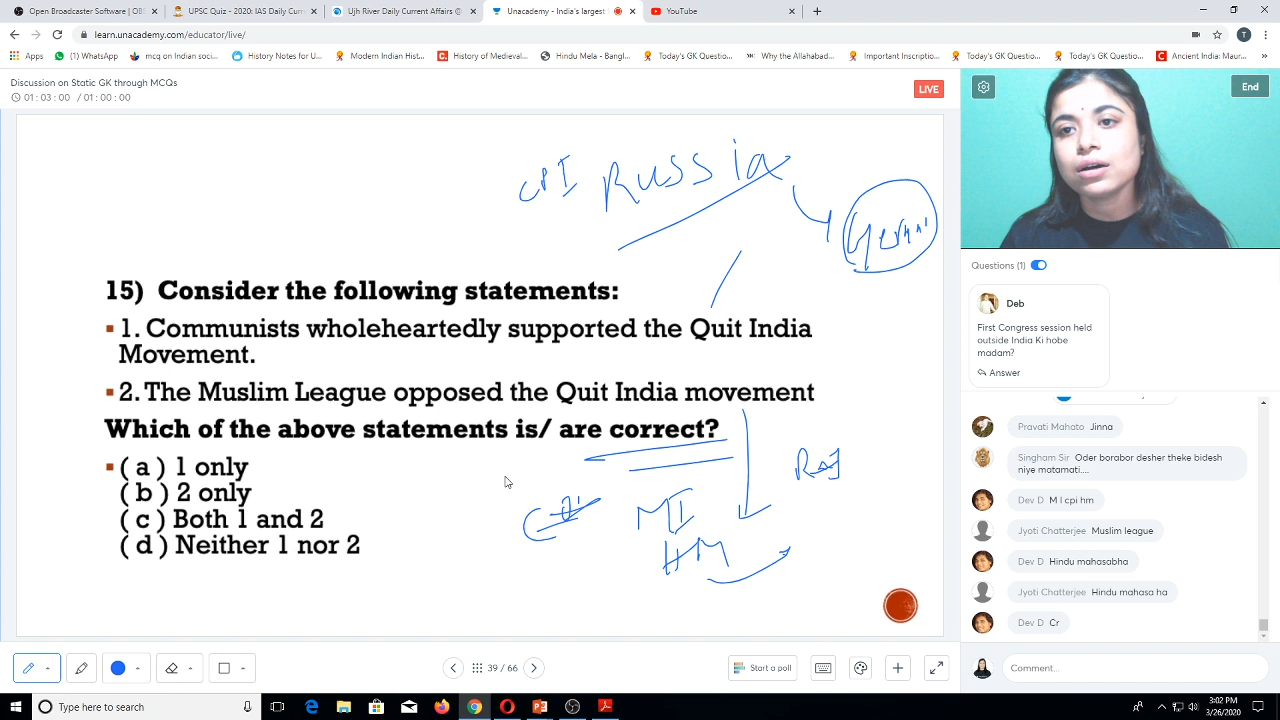 Open Broadcaster Software | OBS
UPSC Quiz - 2020: IAS Daily Curr
Ujh River Daily Current Affairs @
Unacademy - India's largest
YouTube
learn.unacademy.com/educator/live/
Apps
(1) WhatsApp
mcq on Indian soci...
History Notes for U...
Modern Indian Hist...
History of Medieval...
Hindu Mela - Bangl...
Today's GK Questio...
Why the Allahabad...
Important Inscriptio...
Today's GK Questio...
Today's GK Questio...
Ancient India: Maur...
Discussion on Static GK through MCQs
01 : 03 : 00 / 01 : 00 : 00
LIVE
End
CPI Russia
15) Consider the following statements:
1. Communists wholeheartedly supported the Quit India
Movement.
2. The Muslim League opposed the Quit India movement
Which of the above statements is/ are correct?
( a ) 1 only
( b ) 2 only
( c ) Both 1 and 2
( d ) Neither 1 nor 2
HM
Questions (1)
Deb
First Congress session held
outside India Ki hobe
madam?
Answer
Pravati Mahato Jinna
Singham Sir Oder borabor desher theke bidesh
niye matamati....
Dev D M l cpi hm
Jyoti Chatterjee Muslim league
Dev D Hindu mahasabha
Jyoti Chatterjee Hindu mahasa ha
Dev D Cr
39 / 66
Start a poll
Comment...
Type here to search
3:02 PM
3/26/2020